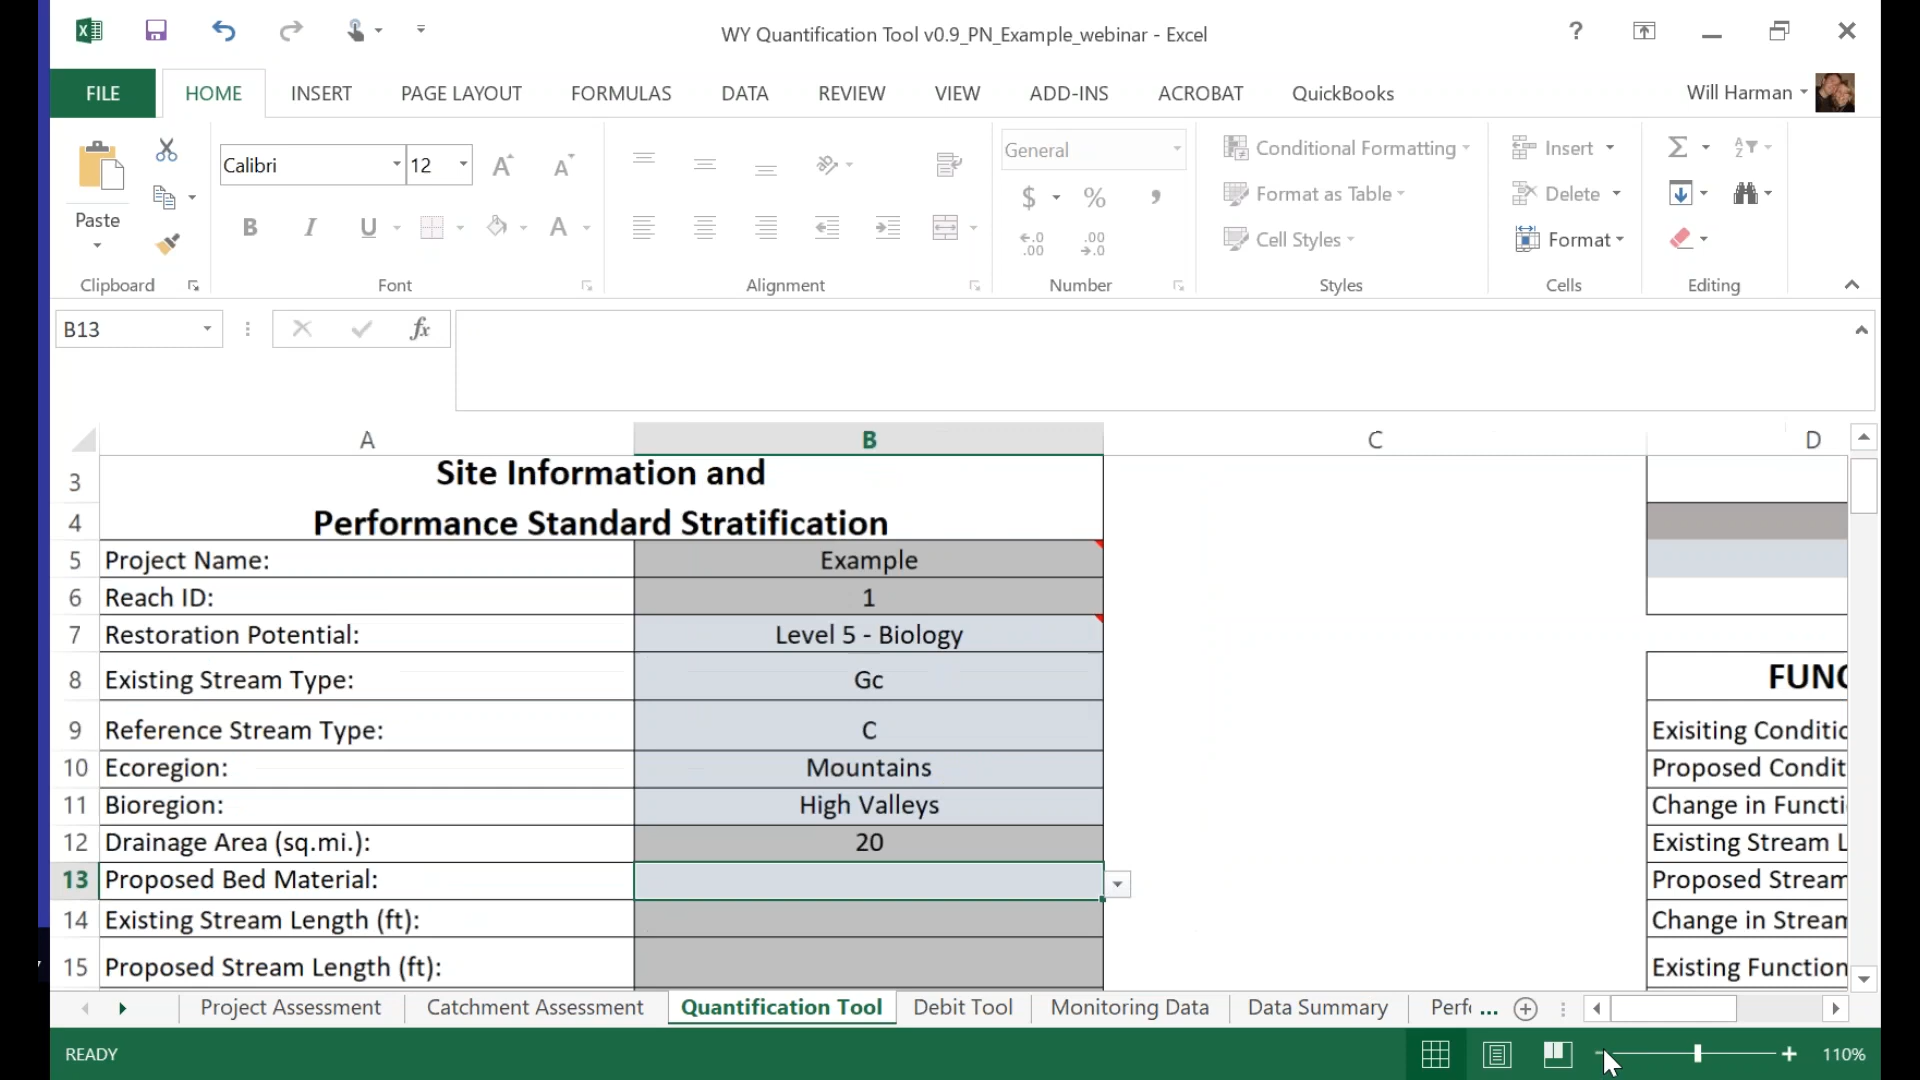 WY Quantification Tool v0.9_PN_Example_webinar - Excel
?
FILE HOME INSERT PAGE LAYOUT FORMULAS DATA REVIEW VIEW ADD-INS ACROBAT QuickBooks Will Harman
Paste
Clipboard
Calibri 12
B I U A
Font
Alignment
General
$ %
Number
Conditional Formatting
Format as Table
Cell Styles
Styles
Insert
Delete
Format
Cells
Editing
B13 fx
A B C D
3 Site Information and
4 Performance Standard Stratification
5 Project Name: Example
6 Reach ID: 1
7 Restoration Potential: Level 5 - Biology
8 Existing Stream Type: Gc FUNC
9 Reference Stream Type: C Exisiting Conditio
10 Ecoregion: Mountains Proposed Condit
11 Bioregion: High Valleys Change in Functi
12 Drainage Area (sq.mi.): 20 Existing Stream L
13 Proposed Bed Material: Proposed Stream
14 Existing Stream Length (ft): Change in Stream
15 Proposed Stream Length (ft): Existing Function
Project Assessment Catchment Assessment Quantification Tool Debit Tool Monitoring Data Data Summary Perf ...
READY 110%